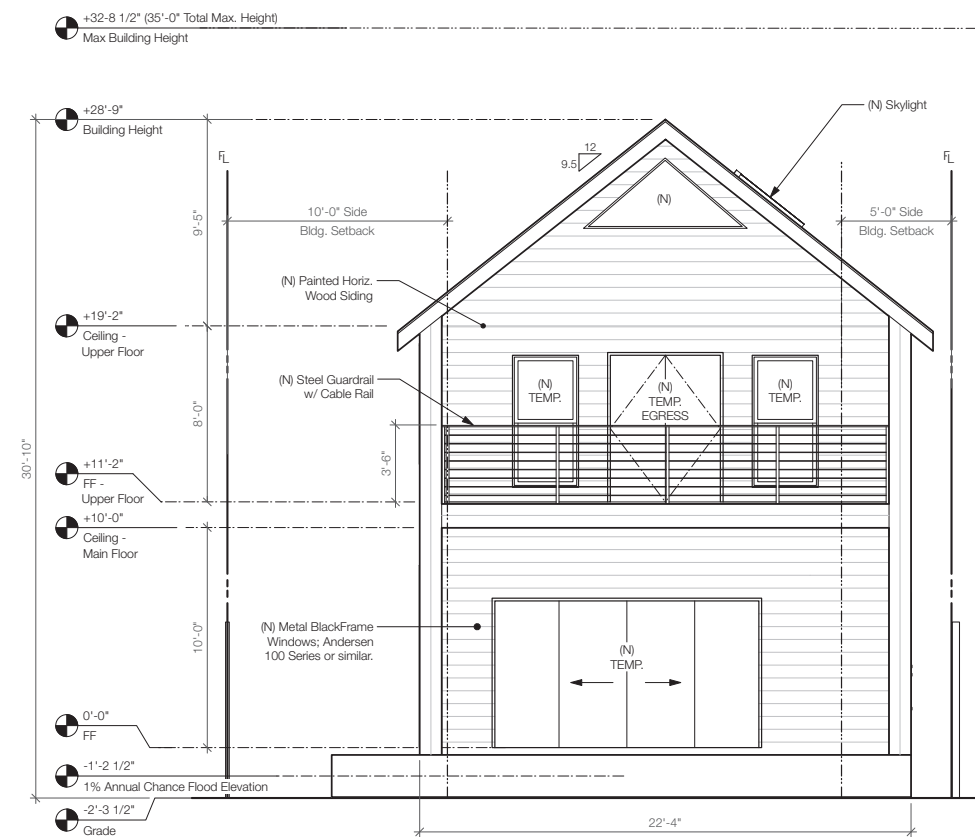 +32-8 1/2" (35'-0" Total Max. Height)
Max Building Height
+28'-9"
Building Height
(N) Skylight
12
9.5
PL
PL
10'-0" Side
Bldg. Setback
5'-0" Side
Bldg. Setback
(N)
9'-5"
(N) Painted Horiz.
Wood Siding
+19'-2"
Ceiling -
Upper Floor
(N) Steel Guardrail
w/ Cable Rail
(N)
TEMP.
(N)
TEMP.
EGRESS
(N)
TEMP.
8'-0"
30'-10"
3'-6"
+11'-2"
FF -
Upper Floor
+10'-0"
Ceiling -
Main Floor
10'-0"
(N) Metal BlackFrame
Windows; Andersen
100 Series or similar.
(N)
TEMP.
0'-0"
FF
-1'-2 1/2"
1% Annual Chance Flood Elevation
-2'-3 1/2"
Grade
22'-4"